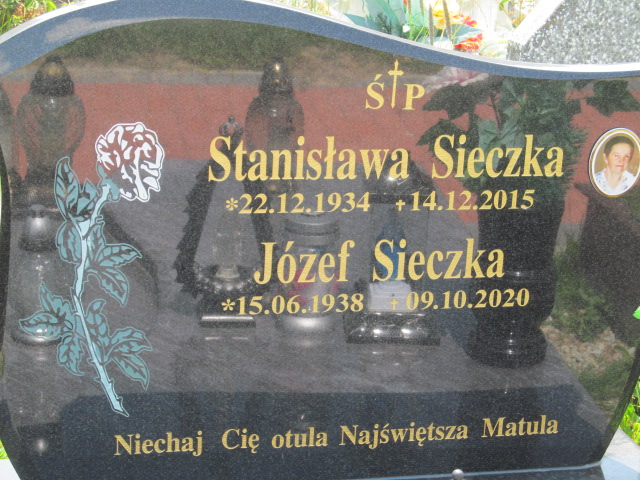 Ś†P
Stanisława Sieczka
*22.12.1934 +14.12.2015
Józef Sieczka
*15.06.1938 +09.10.2020
Niechaj Cię otula Najświętsza Matula